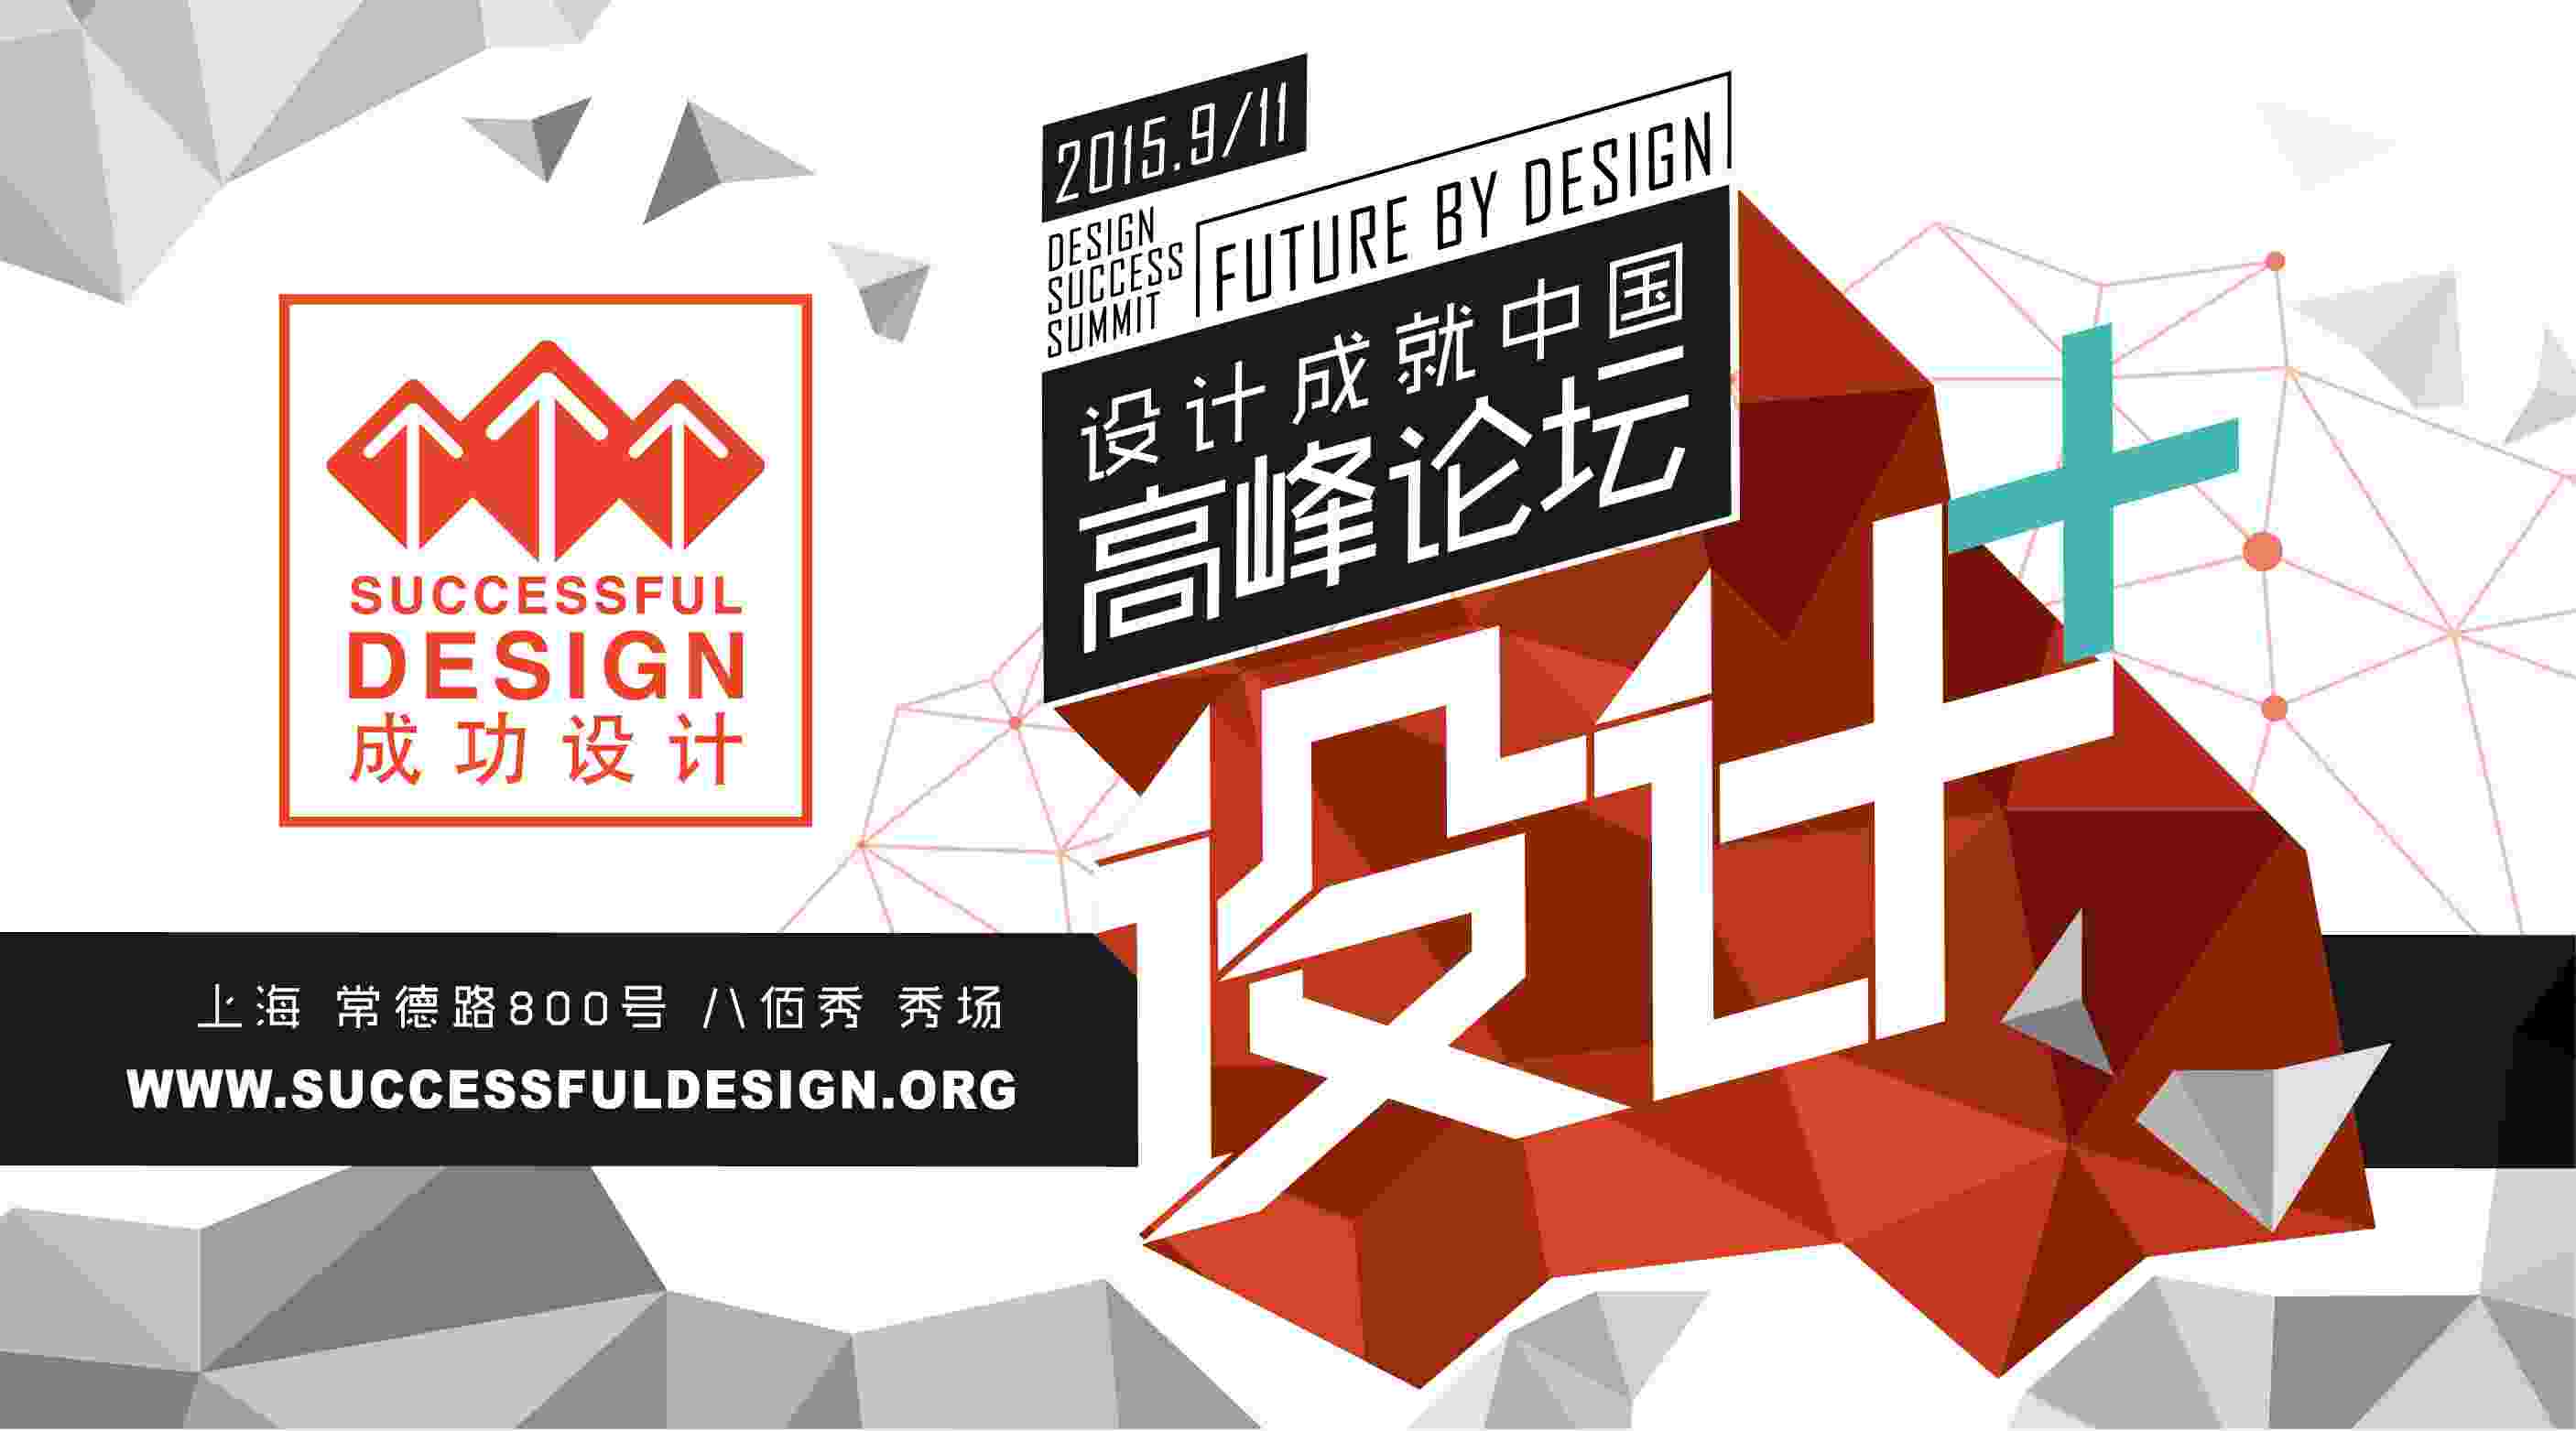 2015.9/11
DESIGN
SUCCESS
SUMMIT
FUTURE BY DESIGN
设计成就中国
高峰论坛
设计+
SUCCESSFUL
DESIGN
成功设计
上海 常德路800号 八佰秀 秀场
WWW.SUCCESSFULDESIGN.ORG